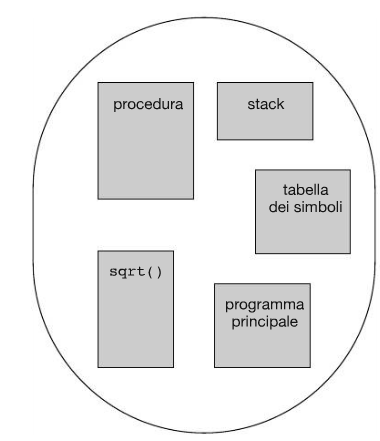 procedura
stack
tabella
dei simboli
sqrt()
programma
principale